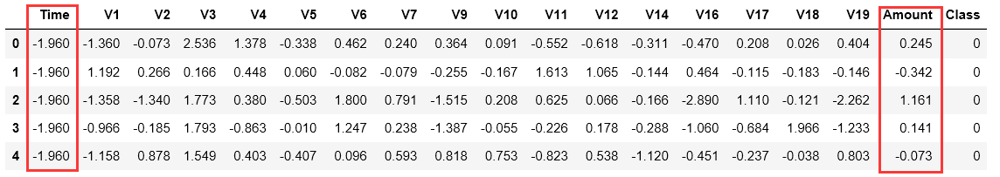 Time V1 V2 V3 V4 V5 V6 V7 V9 V10 V11 V12 V14 V16 V17 V18 V19 Amount Class
0 -1.960 -1.360 -0.073 2.536 1.378 -0.338 0.462 0.240 0.364 0.091 -0.552 -0.618 -0.311 -0.470 0.208 0.026 0.404 0.245 0
1 -1.960 1.192 0.266 0.166 0.448 0.060 -0.082 -0.079 -0.255 -0.167 1.613 1.065 -0.144 0.464 -0.115 -0.183 -0.146 -0.342 0
2 -1.960 -1.358 -1.340 1.773 0.380 -0.503 1.800 0.791 -1.515 0.208 0.625 0.066 -0.166 -2.890 1.110 -0.121 -2.262 1.161 0
3 -1.960 -0.966 -0.185 1.793 -0.863 -0.010 1.247 0.238 -1.387 -0.055 -0.226 0.178 -0.288 -1.060 -0.684 1.966 -1.233 0.141 0
4 -1.960 -1.158 0.878 1.549 0.403 -0.407 0.096 0.593 0.818 0.753 -0.823 0.538 -1.120 -0.451 -0.237 -0.038 0.803 -0.073 0